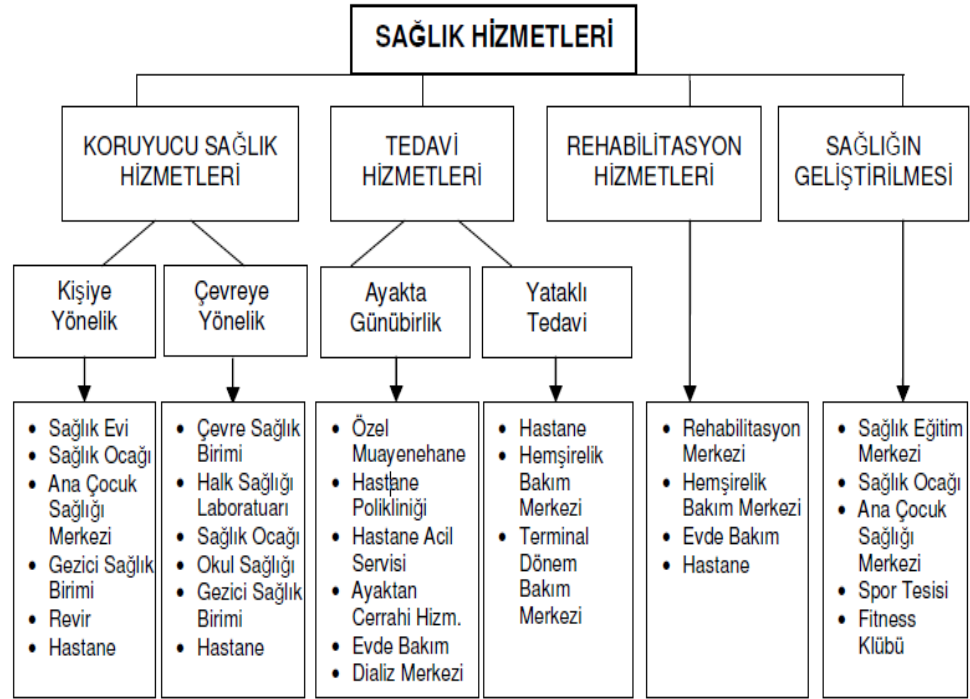 SAĞLIK HİZMETLERİ
KORUYUCU SAĞLIK
HİZMETLERİ
TEDAVİ
HİZMETLERİ
REHABILITASYON
HİZMETLERİ
SAĞLIĞIN
GELİŞTİRİLMESİ
Kişiye
Yönelik
Çevreye
Yönelik
Ayakta
Günübirlik
Yataklı
Tedavi
• Sağlık Evi
• Sağlık Ocağı
• Ana Çocuk
Sağlığı
Merkezi
• Gezici Sağlık
Birimi
• Revir
• Hastane
• Çevre Sağlık
Birimi
• Halk Sağlığı
Laboratuarı
• Sağlık Ocağı
• Okul Sağlığı
• Gezici Sağlık
Birimi
• Hastane
• Özel
Muayenehane
• Hastane
Polikliniği
• Hastane Acil
Servisi
• Ayaktan
Cerrahi Hizm.
• Evde Bakım
• Dializ Merkezi
• Hastane
• Hemşirelik
Bakım
Merkezi
• Terminal
Dönem
Bakım
Merkezi
• Rehabilitasyon
Merkezi
• Hemşirelik
Bakım Merkezi
• Evde Bakım
• Hastane
• Sağlık Eğitim
Merkezi
• Sağlık Ocağı
• Ana Çocuk
Sağlığı
Merkezi
• Spor Tesisi
• Fitness
Klübü